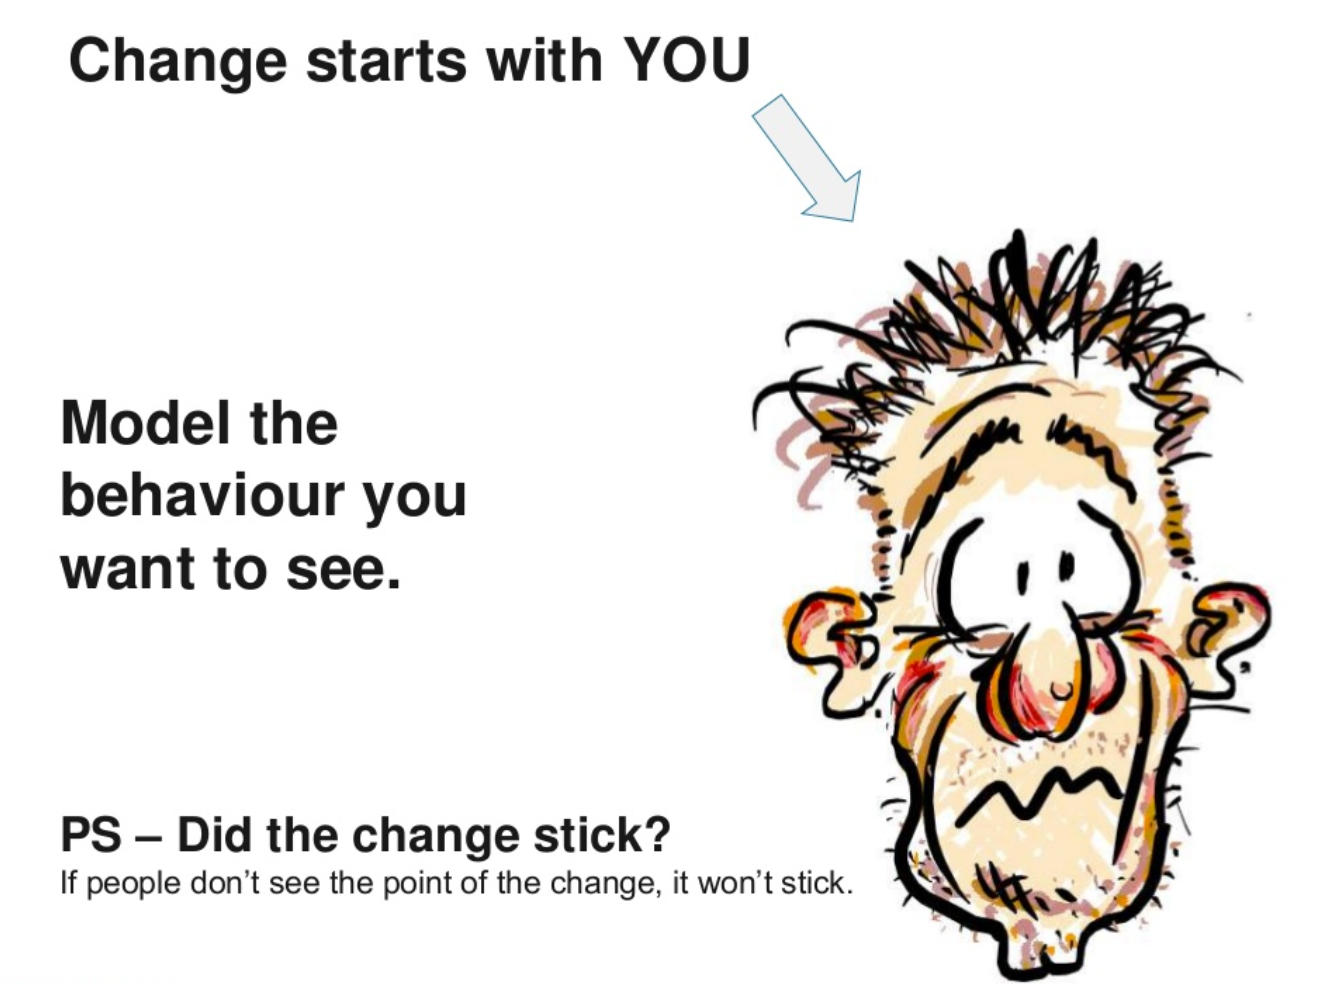 Change starts with YOU
Model the
behaviour you
want to see.
PS – Did the change stick?
If people don’t see the point of the change, it won’t stick.